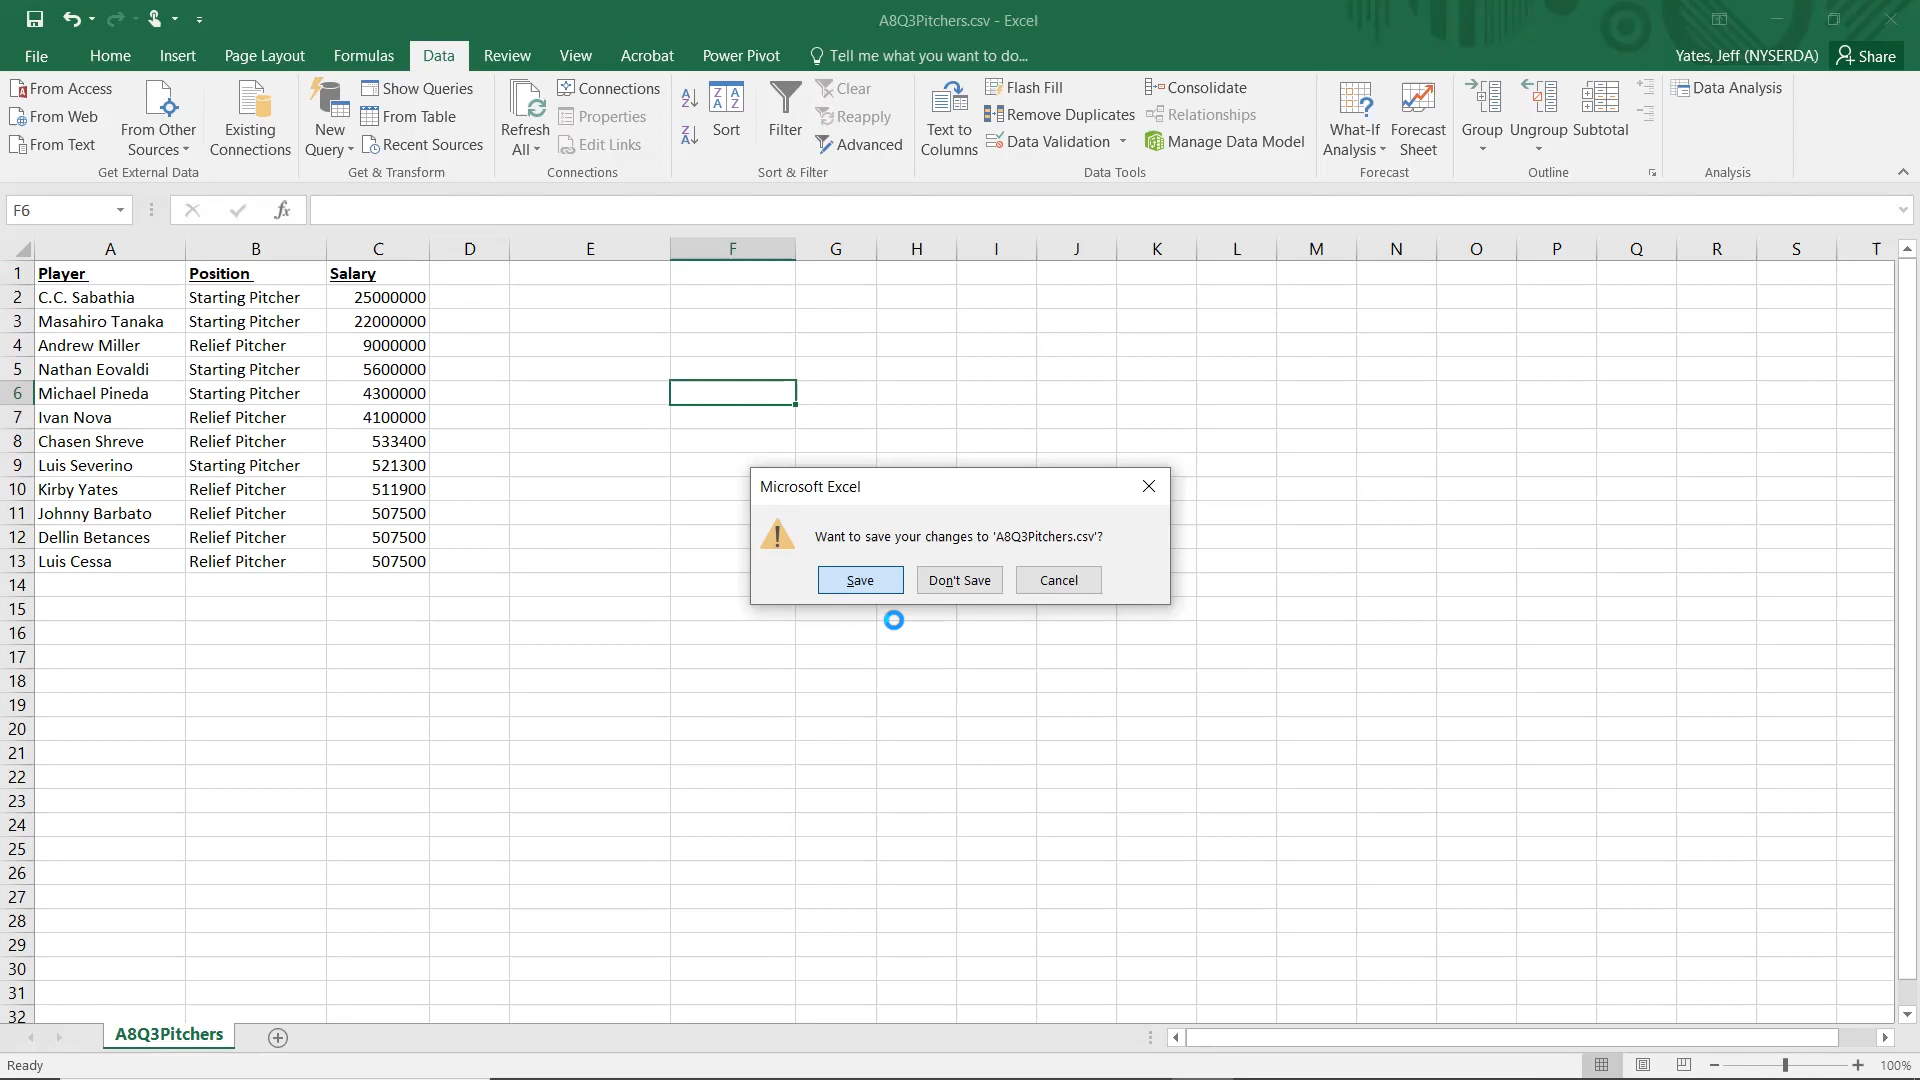 A8Q3Pitchers.csv - Excel
File Home Insert Page Layout Formulas Data Review View Acrobat Power Pivot Tell me what you want to do... Yates, Jeff (NYSERDA) Share
From Access
From Web
From Text
From Other
Sources
Existing
Connections
Get External Data
New
Query
Show Queries
From Table
Recent Sources
Get & Transform
Refresh
All
Connections
Properties
Edit Links
Connections
Sort
Filter
Clear
Reapply
Advanced
Sort & Filter
Text to
Columns
Flash Fill
Remove Duplicates
Data Validation
Consolidate
Relationships
Manage Data Model
Data Tools
What-If
Analysis
Forecast
Sheet
Forecast
Group
Ungroup
Subtotal
Outline
Data Analysis
Analysis
F6 fx
A B C D E F G H I J K L M N O P Q R S T
1 Player Position Salary
2 C.C. Sabathia Starting Pitcher 25000000
3 Masahiro Tanaka Starting Pitcher 22000000
4 Andrew Miller Relief Pitcher 9000000
5 Nathan Eovaldi Starting Pitcher 5600000
6 Michael Pineda Starting Pitcher 4300000
7 Ivan Nova Relief Pitcher 4100000
8 Chasen Shreve Relief Pitcher 533400
9 Luis Severino Starting Pitcher 521300
10 Kirby Yates Relief Pitcher 511900
11 Johnny Barbato Relief Pitcher 507500
12 Dellin Betances Relief Pitcher 507500
13 Luis Cessa Relief Pitcher 507500
14
15
16
17
18
19
20
21
22
23
24
25
26
27
28
29
30
31
32
Microsoft Excel
Want to save your changes to 'A8Q3Pitchers.csv'?
Save Don't Save Cancel
A8Q3Pitchers
Ready 100%